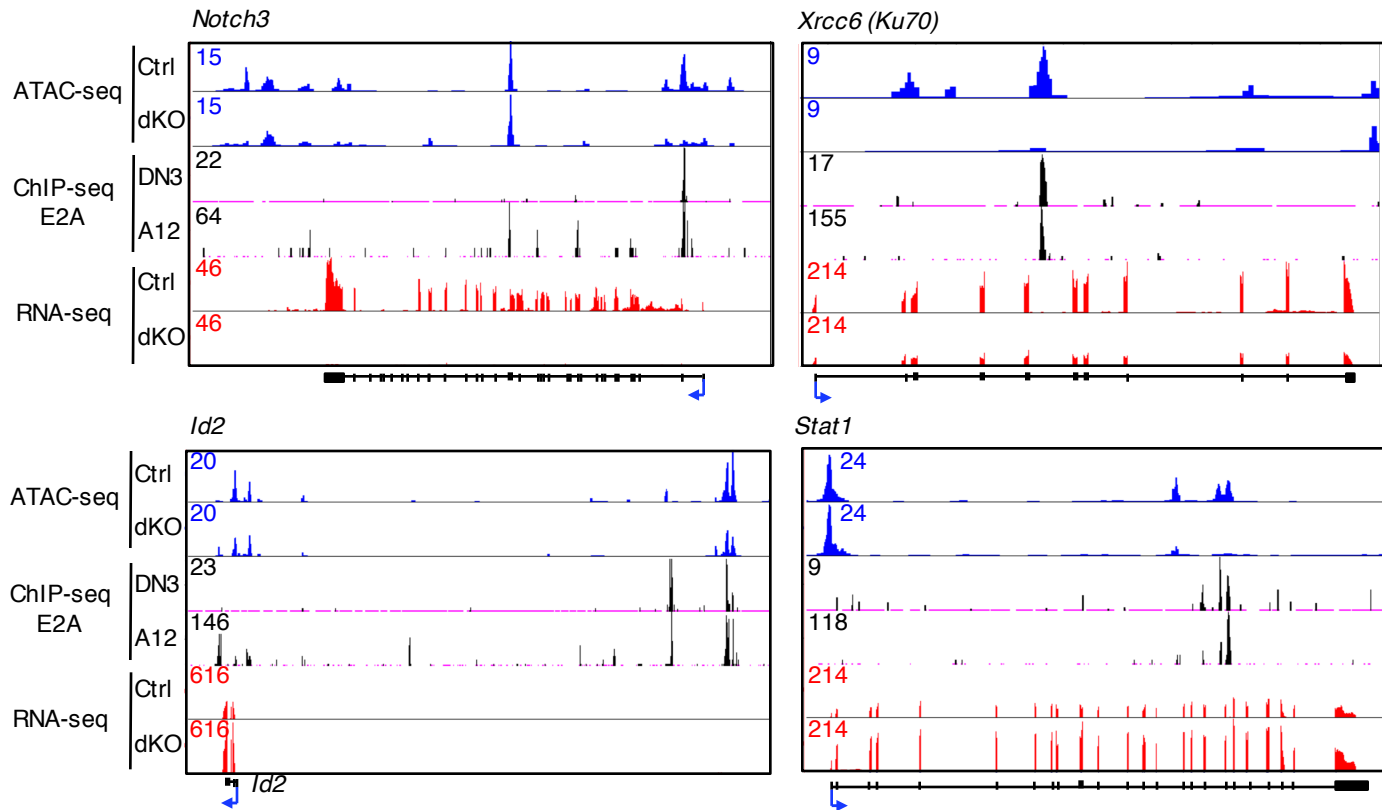 Notch3
ATAC-seq
Ctrl
15
dKO
15
ChIP-seq
E2A
DN3
22
A12
64
RNA-seq
Ctrl
46
dKO
46
Xrcc6 (Ku70)
9
9
17
155
214
214
Id2
ATAC-seq
Ctrl
20
dKO
20
ChIP-seq
E2A
DN3
23
A12
146
RNA-seq
Ctrl
616
dKO
616
Id2
Stat1
24
24
9
118
214
214